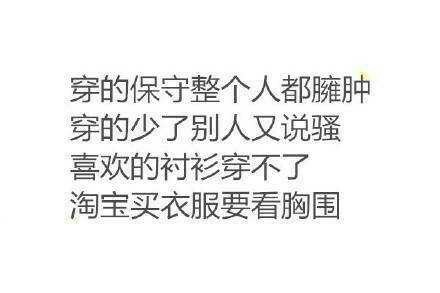 穿的保守整个人都臃肿
穿的少了别人又说骚
喜欢的衬衫穿不了
淘宝买衣服要看胸围